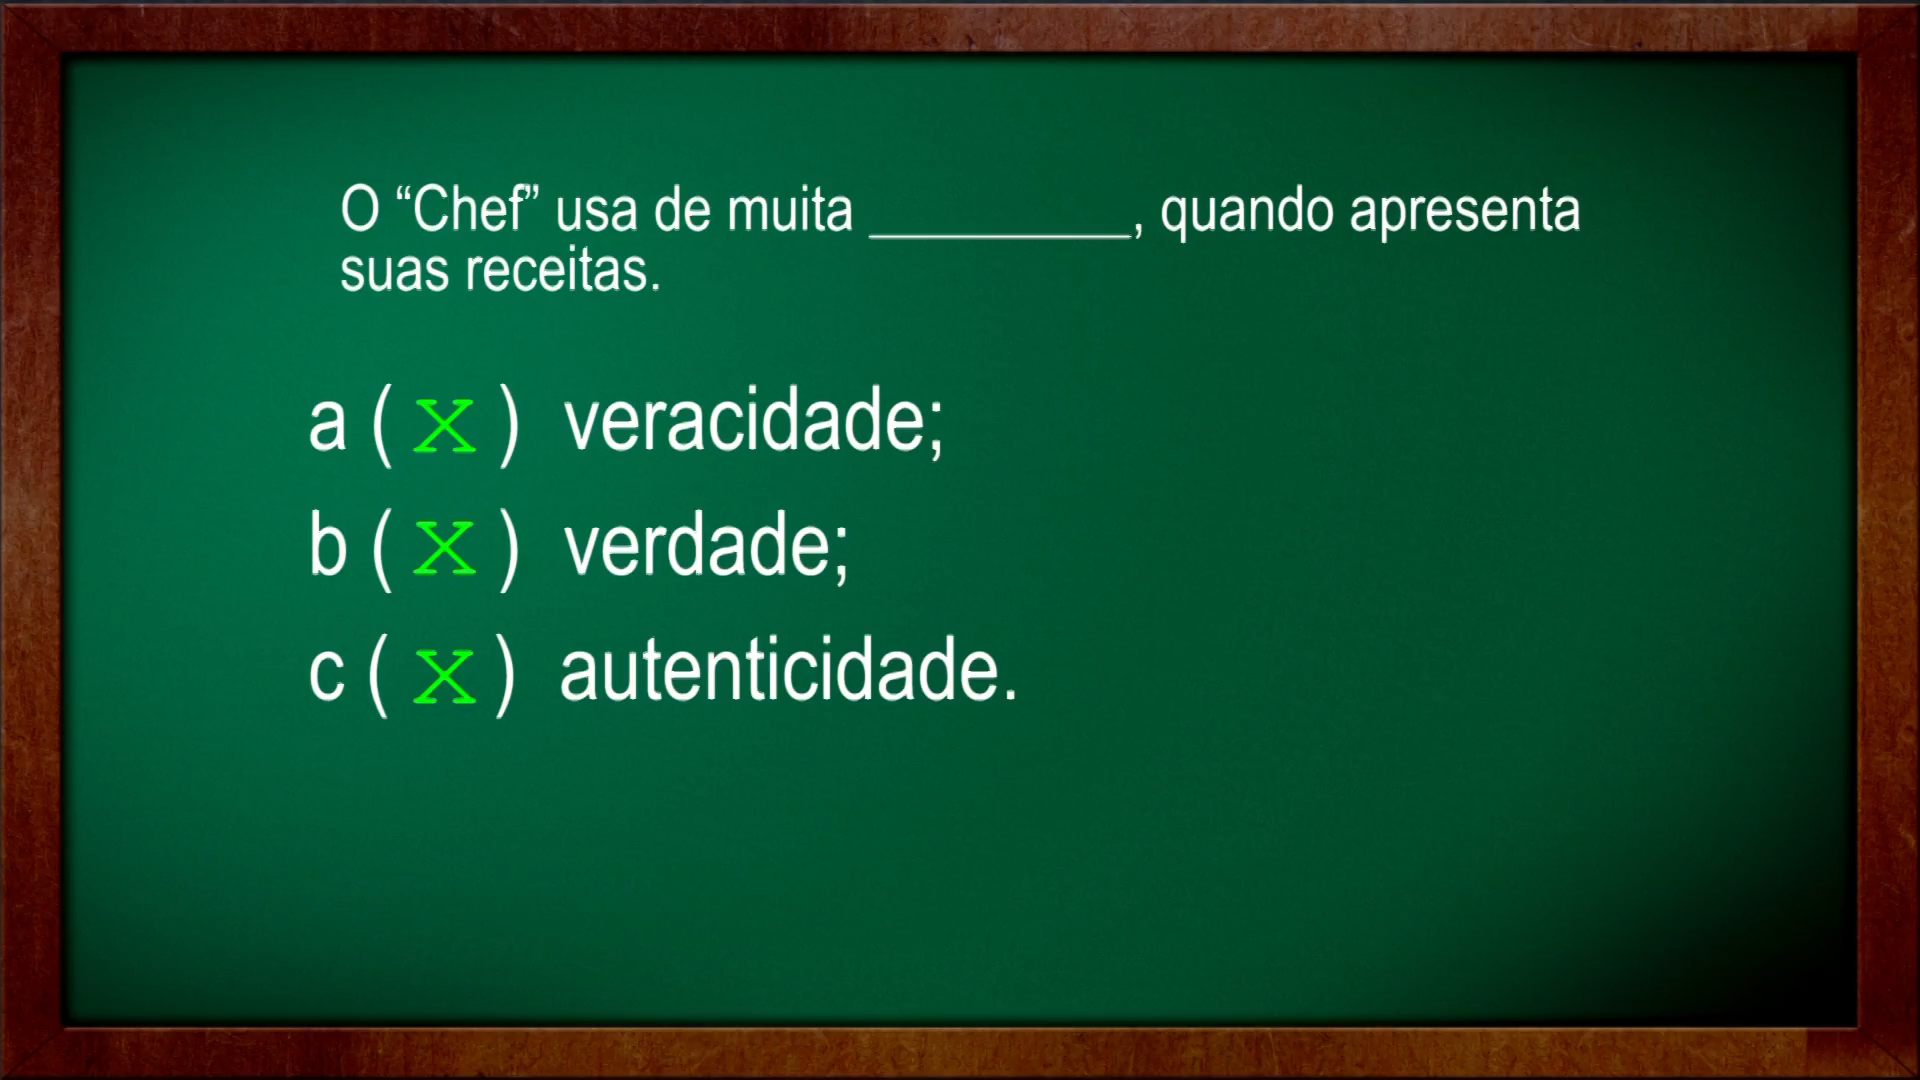 O “Chef” usa de muita __________, quando apresenta
suas receitas.
a ( X ) veracidade;
b ( X ) verdade;
c ( X ) autenticidade.